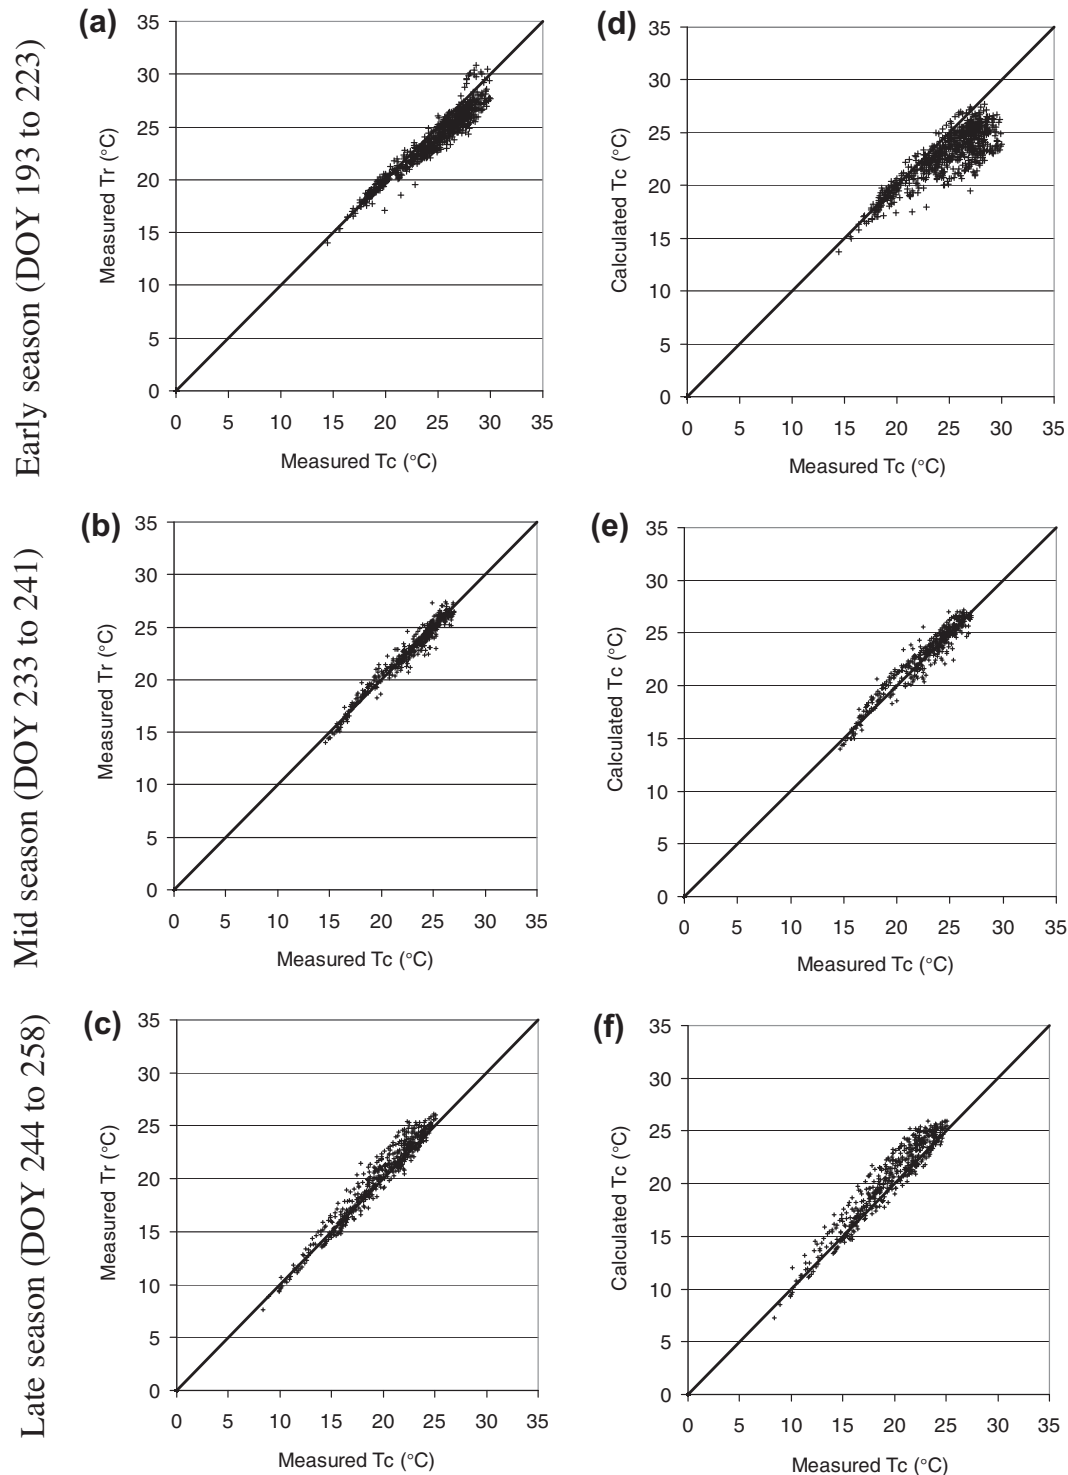 Early season (DOY 193 to 223)
(a)
35
30
25
20
15
10
5
0
Measured Tr (°C)
0 5 10 15 20 25 30 35
Measured Tc (°C)
(d)
35
30
25
20
15
10
5
0
Calculated Tc (°C)
0 5 10 15 20 25 30 35
Measured Tc (°C)
Mid season (DOY 233 to 241)
(b)
35
30
25
20
15
10
5
0
Measured Tr (°C)
0 5 10 15 20 25 30 35
Measured Tc (°C)
(e)
35
30
25
20
15
10
5
0
Calculated Tc (°C)
0 5 10 15 20 25 30 35
Measured Tc (°C)
Late season (DOY 244 to 258)
(c)
35
30
25
20
15
10
5
0
Measured Tr (°C)
0 5 10 15 20 25 30 35
Measured Tc (°C)
(f)
35
30
25
20
15
10
5
0
Calculated Tc (°C)
0 5 10 15 20 25 30 35
Measured Tc (°C)